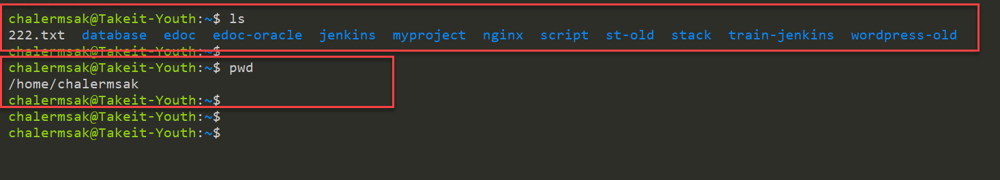 chalermsak@Takeit-Youth:~$ ls
222.txt  database  edoc  edoc-oracle  jenkins  myproject  nginx  script  st-old  stack  train-jenkins  wordpress-old
chalermsak@Takeit-Youth:~$
chalermsak@Takeit-Youth:~$ pwd
/home/chalermsak
chalermsak@Takeit-Youth:~$
chalermsak@Takeit-Youth:~$
chalermsak@Takeit-Youth:~$